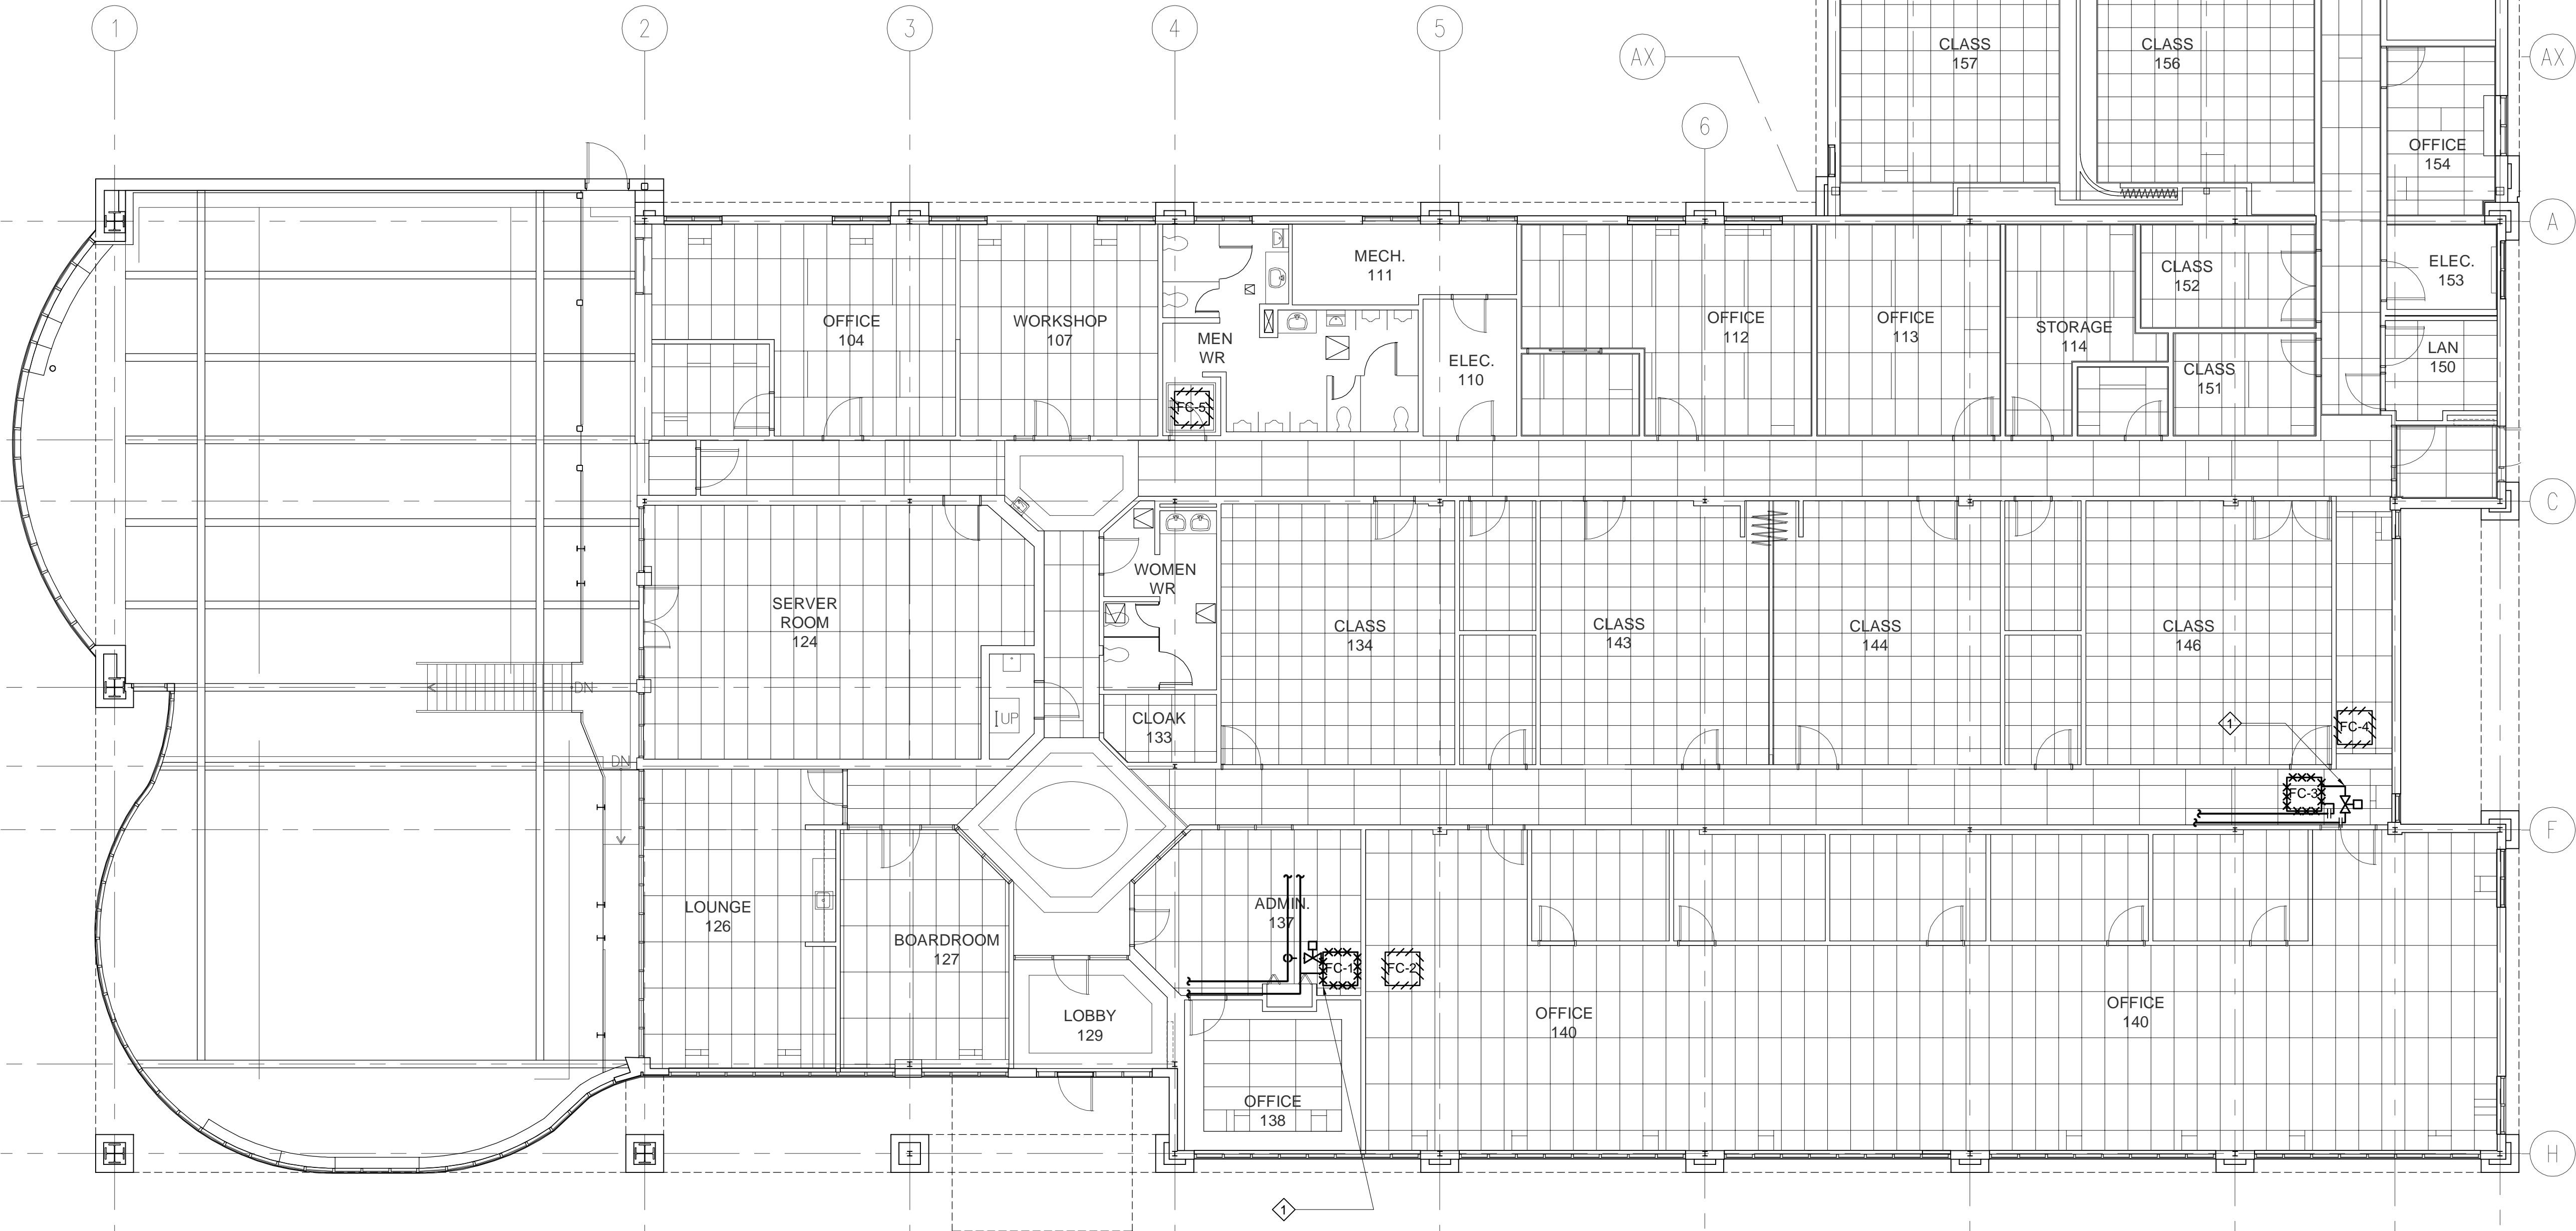 1
2
3
4
5
6
AX
AX
A
C
F
H
CLASS
157
CLASS
156
OFFICE
154
ELEC.
153
LAN
150
OFFICE
104
WORKSHOP
107
MEN
WR
FC-5
MECH.
111
ELEC.
110
OFFICE
112
OFFICE
113
STORAGE
114
CLASS
152
CLASS
151
SERVER
ROOM
124
UP
DN
DN
WOMEN
WR
CLOAK
133
CLASS
134
CLASS
143
CLASS
144
CLASS
146
FC-4
1
FC-3
LOUNGE
126
BOARDROOM
127
LOBBY
129
ADMIN.
137
FC-1
FC-2
OFFICE
138
OFFICE
140
OFFICE
140
1